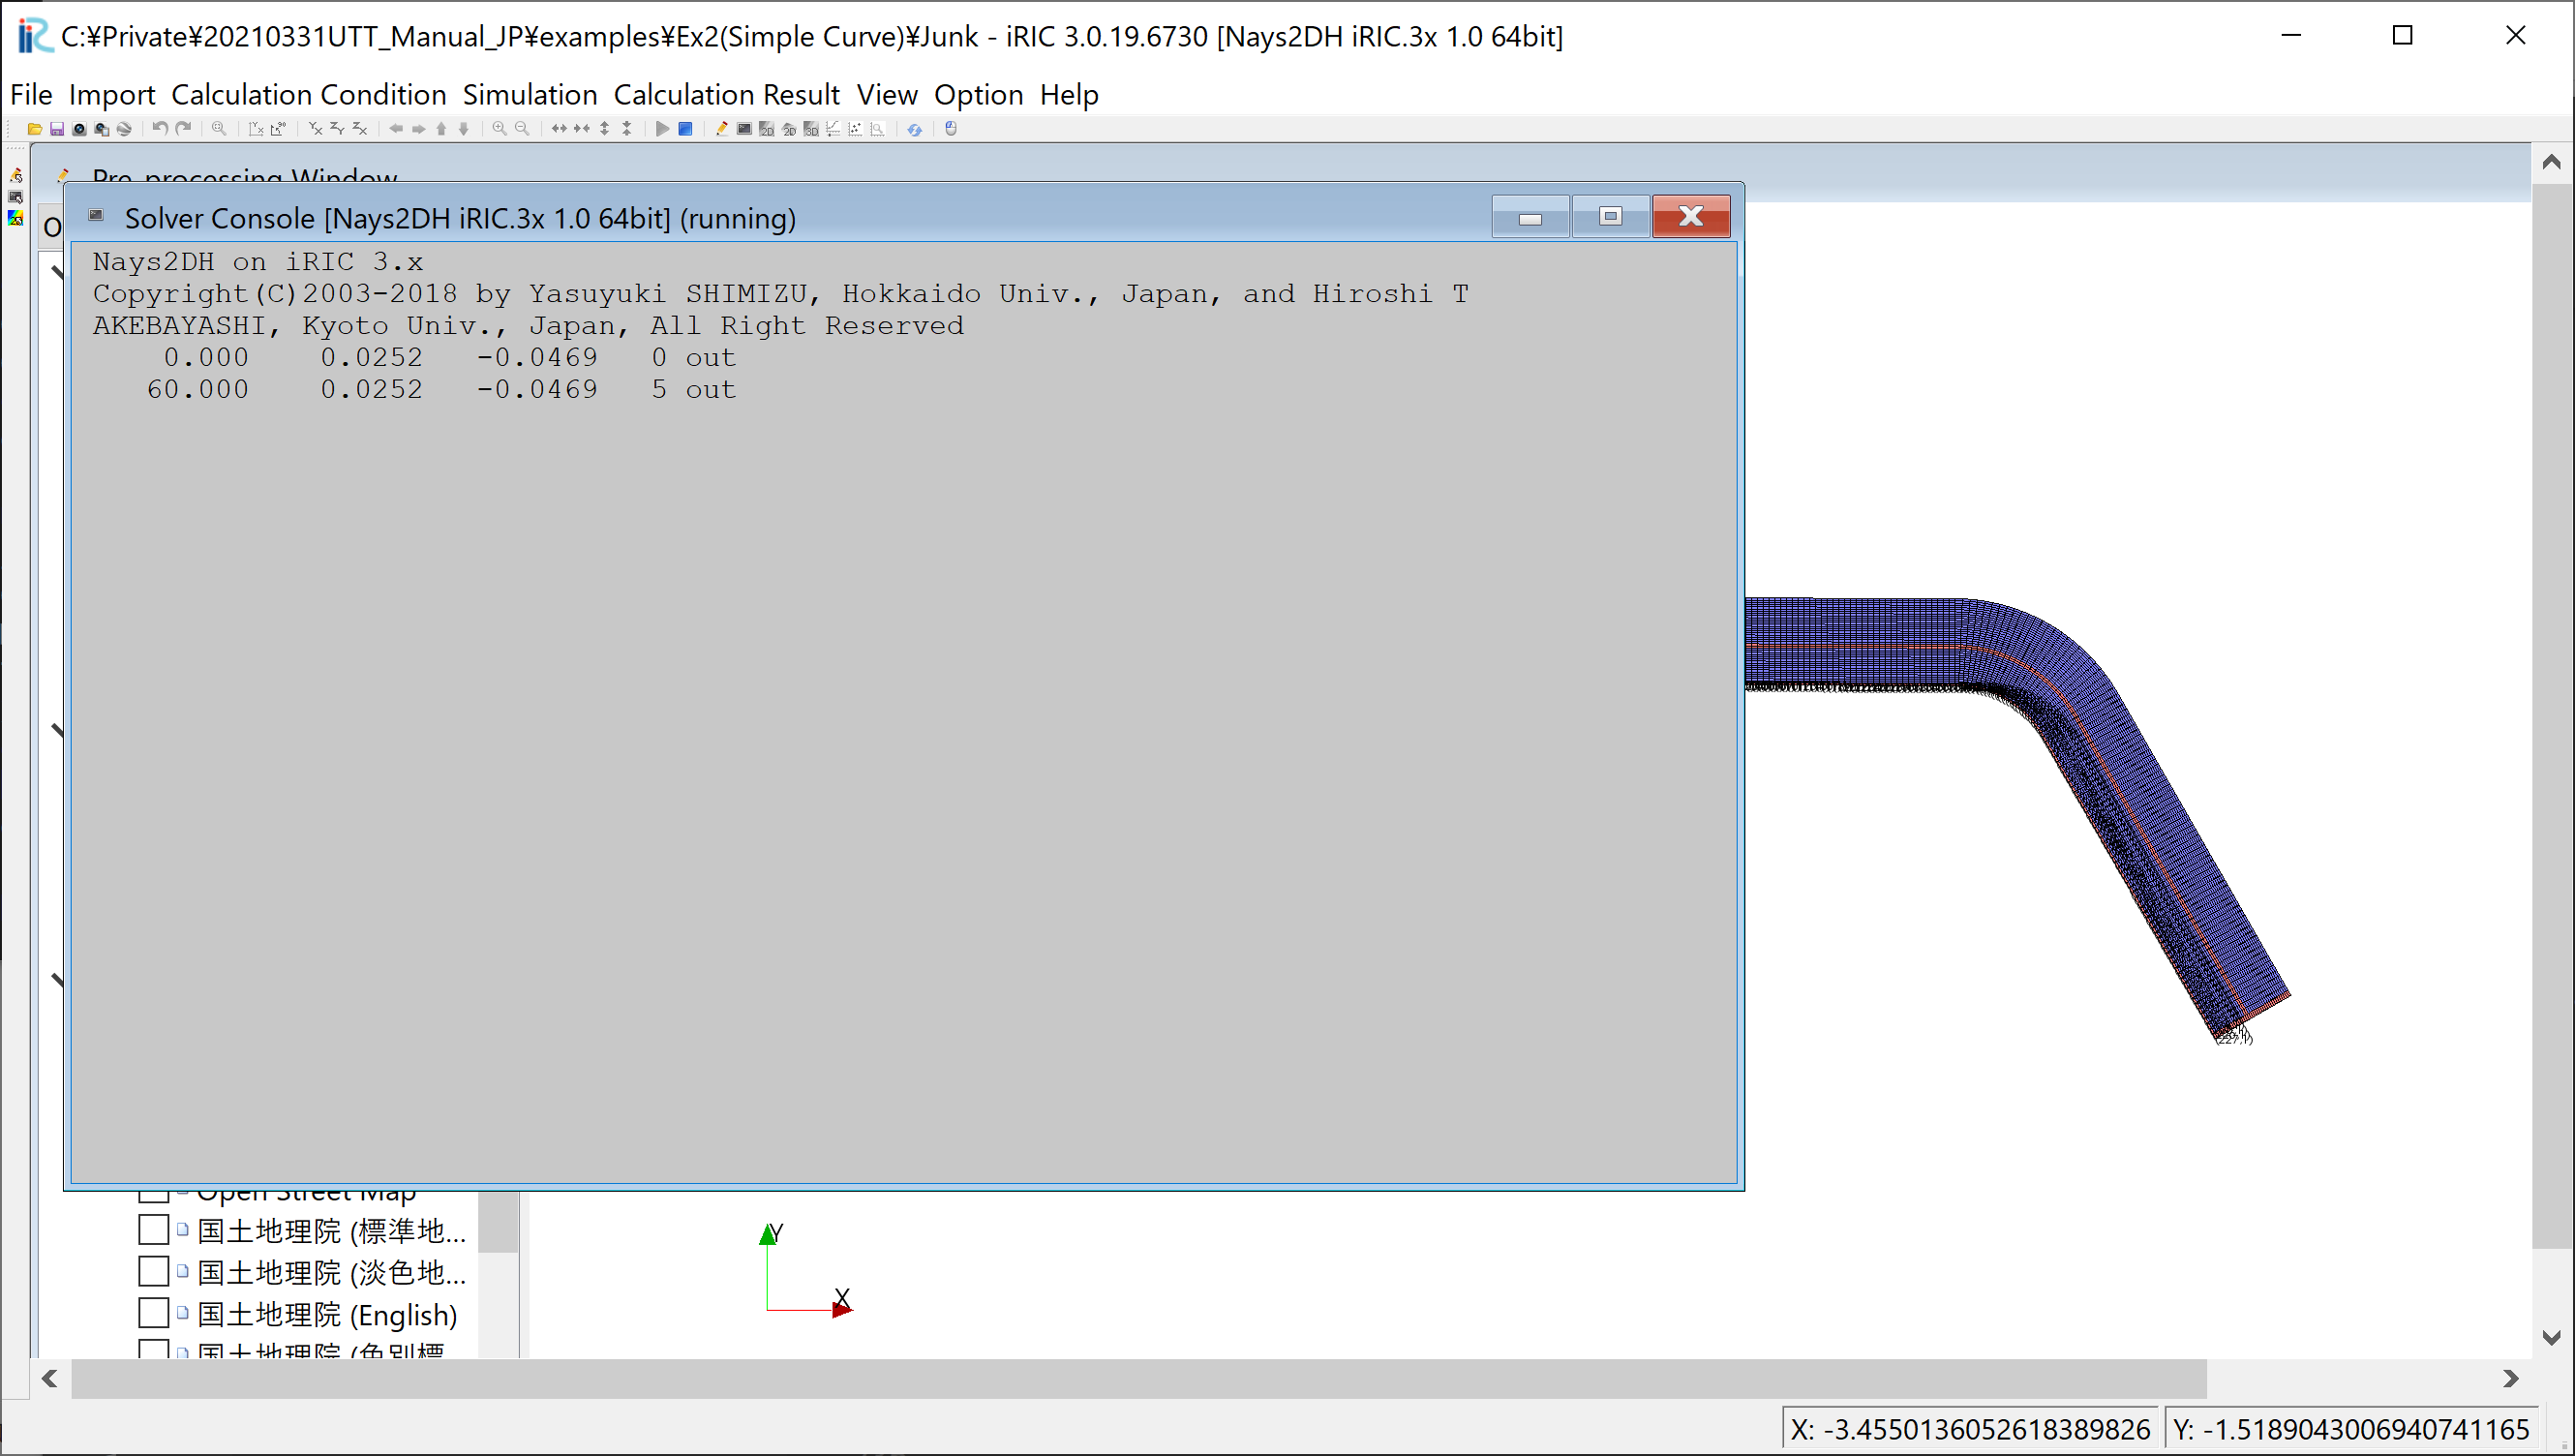 C:¥Private¥20210331UTT_Manual_JP¥examples¥Ex2(Simple Curve)¥Junk - iRIC 3.0.19.6730 [Nays2DH iRIC.3x 1.0 64bit]
File Import Calculation Condition Simulation Calculation Result View Option Help
Pre-processing Window
Solver Console [Nays2DH iRIC.3x 1.0 64bit] (running)
Nays2DH on iRIC 3.x
Copyright(C)2003-2018 by Yasuyuki SHIMIZU, Hokkaido Univ., Japan, and Hiroshi T
AKEBAYASHI, Kyoto Univ., Japan, All Right Reserved
0.000 0.0252 -0.0469 0 out
60.000 0.0252 -0.0469 5 out
Open Street Map
国土地理院 (標準地...
国土地理院 (淡色地...
国土地理院 (English)
国土地理院 (色別標
Y
X
X: -3.4550136052618389826
Y: -1.5189043006940741165